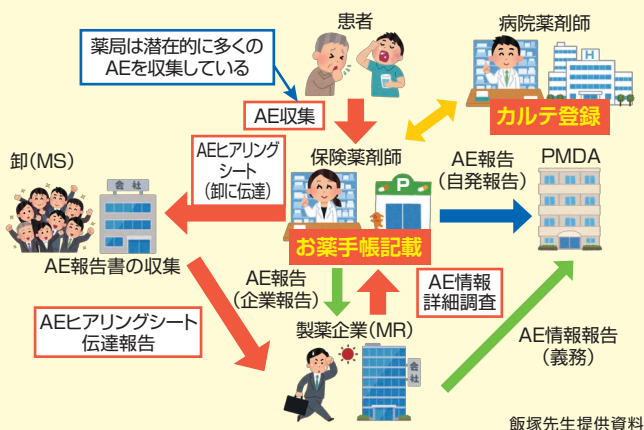 患者
病院薬剤師
薬局は潜在的に多くの
AEを収集している
H
カルテ登録
AE収集
AEヒアリング
シート
(卸に伝達)
保険薬剤師
AE報告
(自発報告)
PMDA
卸(MS)
会社
P
お薬手帳記載
AE報告書の収集
AE報告
(企業報告)
AE情報
詳細調査
AEヒアリングシート
伝達報告
製薬企業(MR)
会社
AE情報報告
(義務)
飯塚先生提供資料